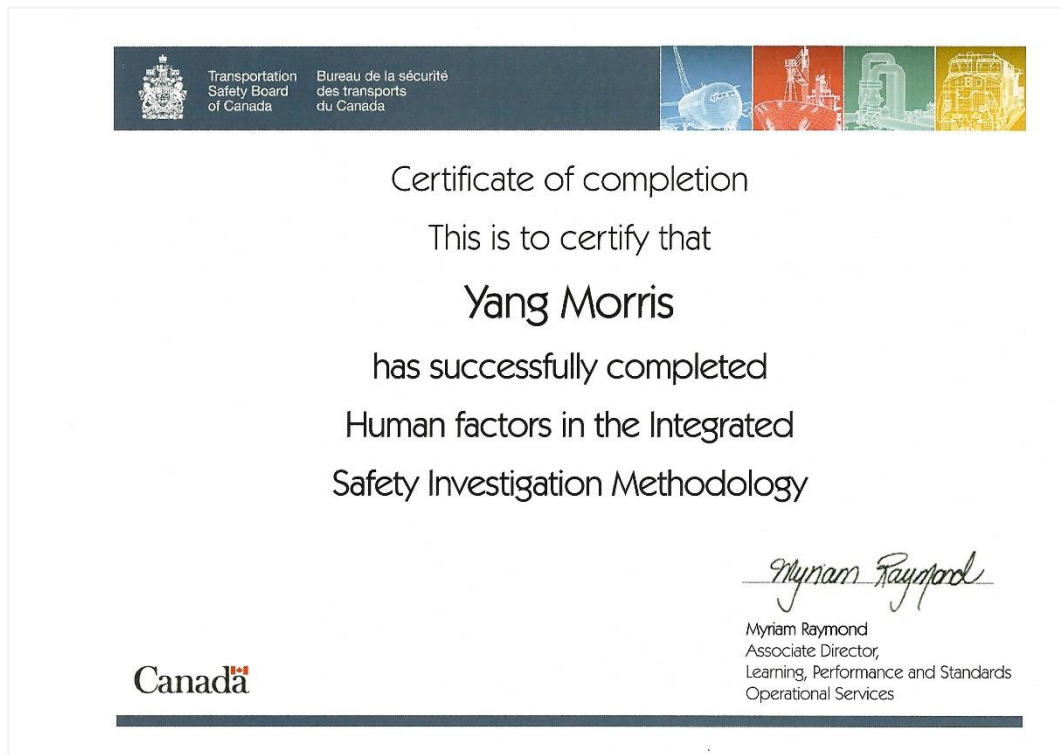 Transportation
Safety Board
of Canada
Bureau de la sécurité
des transports
du Canada
Certificate of completion
This is to certify that
Yang Morris
has successfully completed
Human factors in the Integrated
Safety Investigation Methodology
Myriam Raymond
Myriam Raymond
Associate Director,
Learning, Performance and Standards
Operational Services
Canada